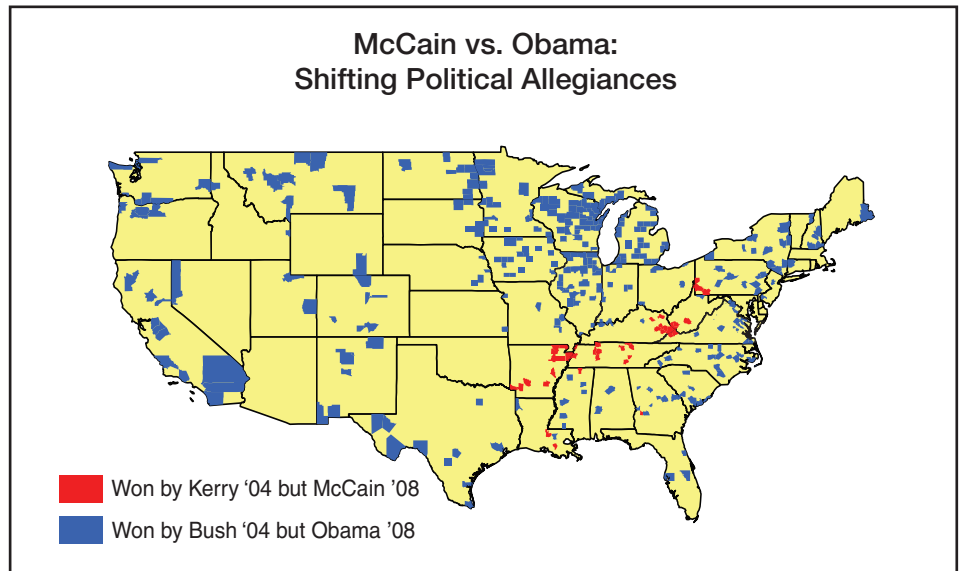 McCain vs. Obama:
Shifting Political Allegiances
Won by Kerry ‘04 but McCain ’08
Won by Bush ‘04 but Obama ’08